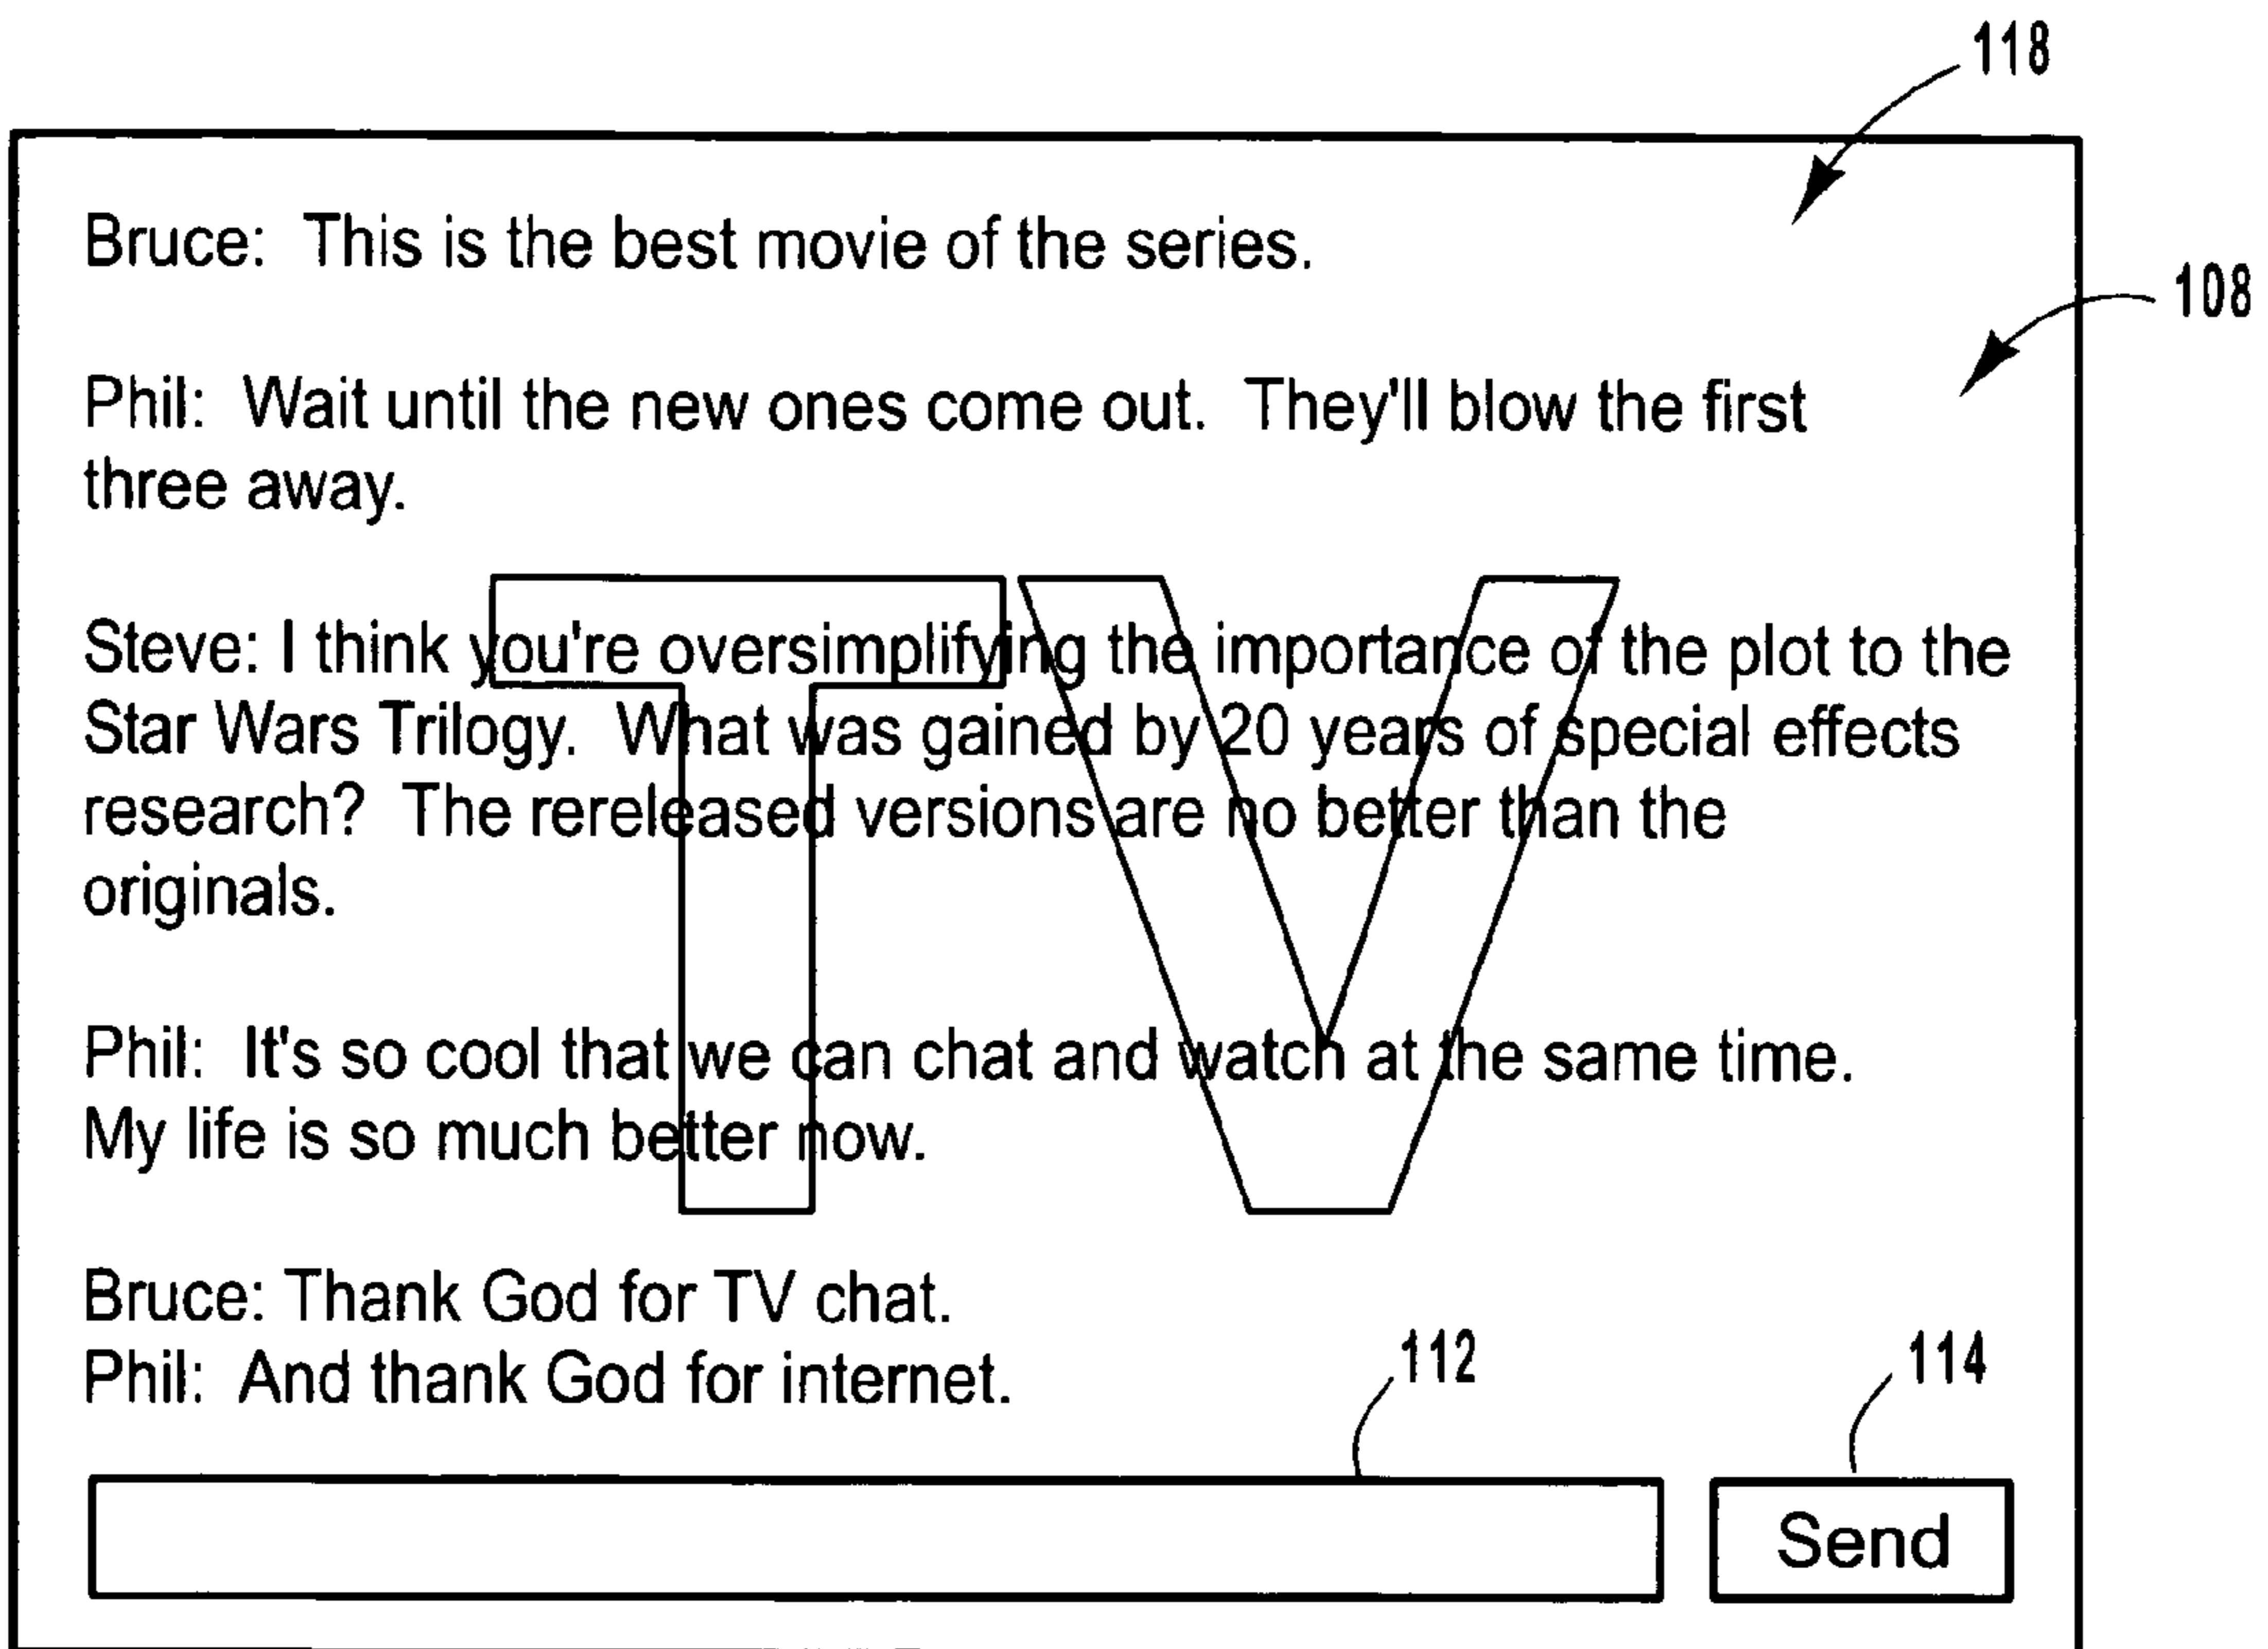 118
Bruce:  This is the best movie of the series.
108
Phil:  Wait until the new ones come out.  They'll blow the first
three away.
TV
Steve: I think you're oversimplifying the importance of the plot to the
Star Wars Trilogy.  What was gained by 20 years of special effects
research?  The rereleased versions are no better than the
originals.
Phil:  It's so cool that we can chat and watch at the same time.
My life is so much better now.
Bruce: Thank God for TV chat.
Phil:  And thank God for internet.
112
114
Send